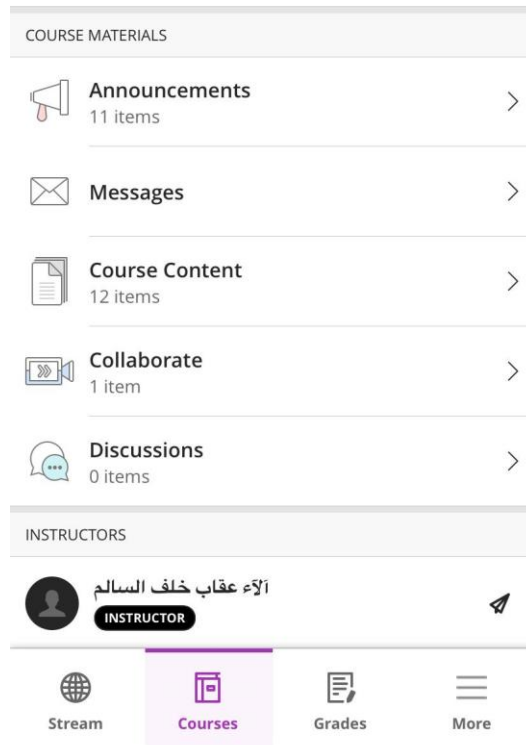 COURSE MATERIALS
Announcements
11 items
Messages
Course Content
12 items
Collaborate
1 item
Discussions
0 items
INSTRUCTORS
آلآء عقاب خلف السالم
INSTRUCTOR
Stream
Courses
Grades
More